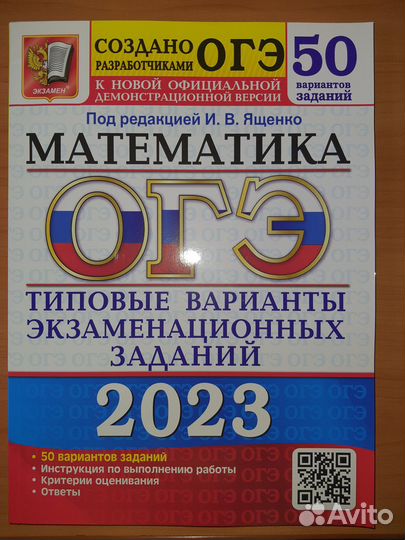 СОЗДАНО
РАЗРАБОТЧИКАМИ
ОГЭ
50
вариантов
заданий
ЭКЗАМЕН
К НОВОЙ ОФИЦИАЛЬНОЙ
ДЕМОНСТРАЦИОННОЙ ВЕРСИИ
Под редакцией И. В. Ященко
МАТЕМАТИКА
ОГЭ
ТИПОВЫЕ ВАРИАНТЫ
ЭКЗАМЕНАЦИОННЫХ
ЗАДАНИЙ
2023
• 50 вариантов заданий
• Инструкция по выполнению работы
• Критерии оценивания
• Ответы
Avito